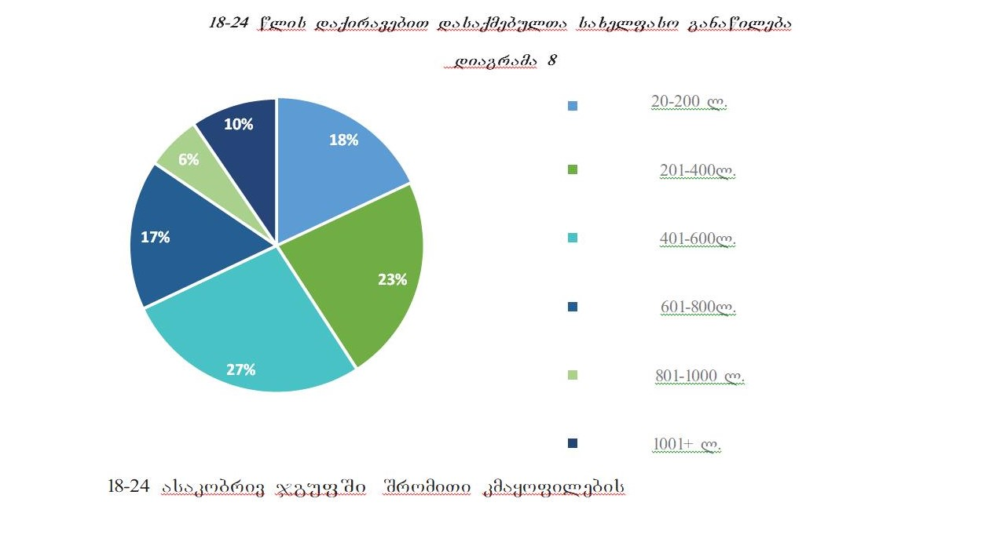 18-24 წლის დაქირავებით დასაქმებულთა სახელფასო განაწილება
დიაგრამა 8
20-200 ლ.
10%
18%
6%
201-400ლ.
17%
401-600ლ.
23%
601-800ლ.
27%
801-1000 ლ.
1001+ ლ.
18-24 ასაკობრივ ჯგუფში შრომითი კმაყოფილების